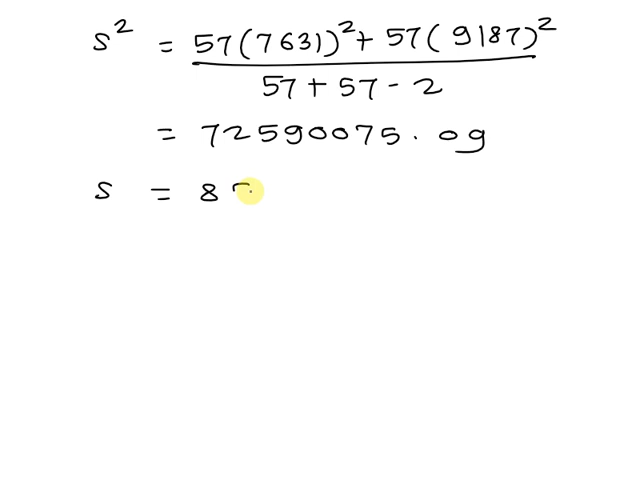 s² = 57(7631)² + 57(9187)²
57 + 57 - 2
= 72590075.09
s = 8